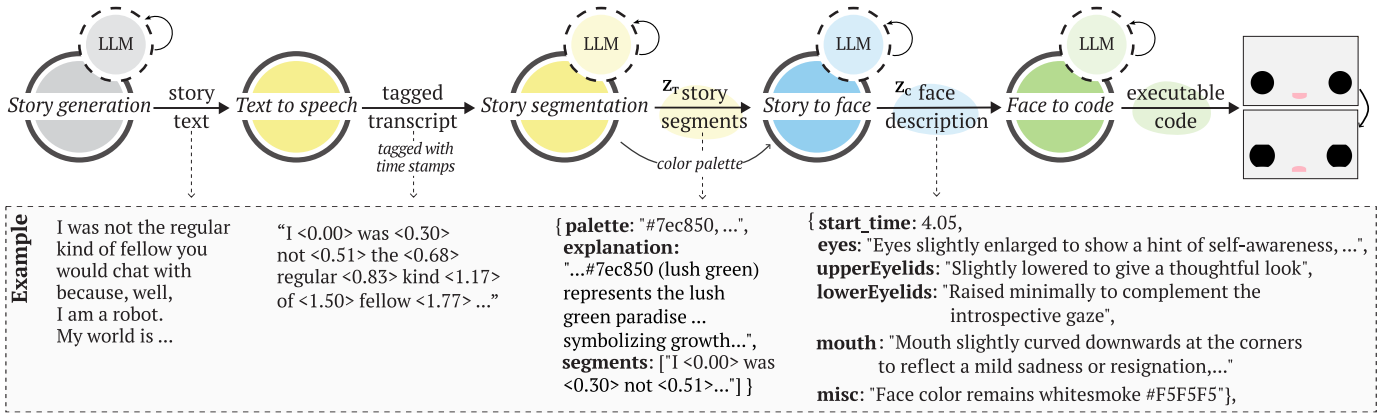 LLM
LLM
LLM
LLM
Story generation
story
text
Text to speech
tagged
transcript
tagged with
time stamps
Story segmentation
Z_T story
segments
color palette
Story to face
Z_C face
description
Face to code
executable
code
Example
I was not the regular
kind of fellow you
would chat with
because, well,
I am a robot.
My world is ...
“I <0.00> was <0.30>
not <0.51> the <0.68>
regular <0.83> kind <1.17>
of <1.50> fellow <1.77> ...”
{ palette: "#7ec850, ...",
explanation:
"...#7ec850 (lush green)
represents the lush
green paradise ...
symbolizing growth...",
segments: ["I <0.00> was
<0.30> not <0.51>..."] }
{ start_time: 4.05,
eyes: "Eyes slightly enlarged to show a hint of self-awareness, ...",
upperEyelids: "Slightly lowered to give a thoughtful look",
lowerEyelids: "Raised minimally to complement the
introspective gaze",
mouth: "Mouth slightly curved downwards at the corners
to reflect a mild sadness or resignation,..."
misc: "Face color remains whitesmoke #F5F5F5"},